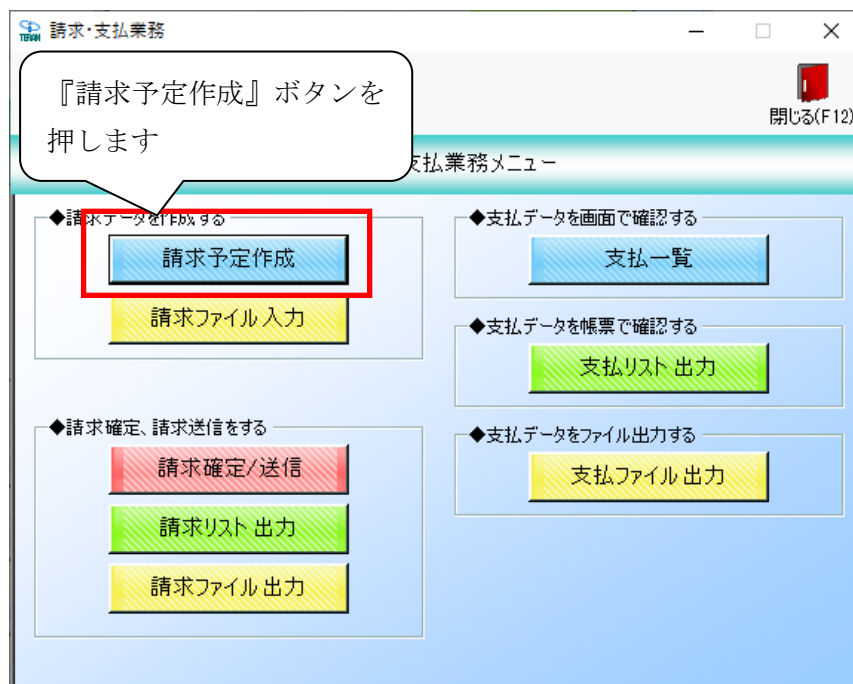 TERAN 請求・支払業務
『請求予定作成』ボタンを
押します
閉じる(F12)
支払業務メニュー
◆請求データを作成する
請求予定作成
請求ファイル入力
◆請求確定、請求送信をする
請求確定/送信
請求リスト出力
請求ファイル出力
◆支払データを画面で確認する
支払一覧
◆支払データを帳票で確認する
支払リスト出力
◆支払データをファイル出力する
支払ファイル出力